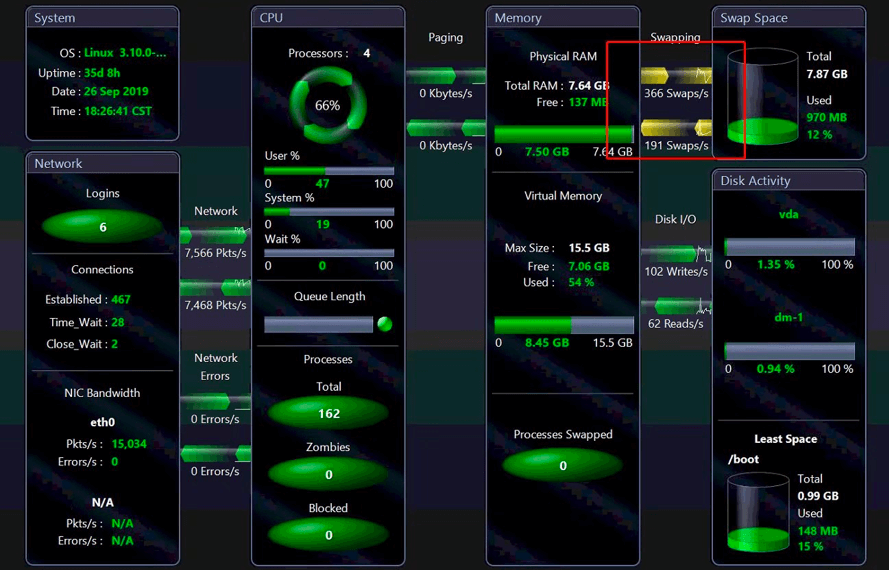 System
OS : Linux 3.10.0-...
Uptime : 35d 8h
Date : 26 Sep 2019
Time : 18:26:41 CST
Network
Logins
6
Connections
Established : 467
Time_Wait : 28
Close_Wait : 2
NIC Bandwidth
eth0
Pkts/s : 15,034
Errors/s : 0
N/A
Pkts/s : N/A
Errors/s : N/A
Network
7,566 Pkts/s
7,468 Pkts/s
Network
Errors
0 Errors/s
0 Errors/s
CPU
Processors : 4
66%
User %
0 47 100
System %
0 19 100
Wait %
0 0 100
Queue Length
Processes
Total
162
Zombies
0
Blocked
0
Paging
0 Kbytes/s
0 Kbytes/s
Memory
Physical RAM
Total RAM : 7.64 GB
Free : 137 MB
0 7.50 GB 7.64 GB
Virtual Memory
Max Size : 15.5 GB
Free : 7.06 GB
Used : 54 %
0 8.45 GB 15.5 GB
Processes Swapped
0
Swapping
366 Swaps/s
191 Swaps/s
Disk I/O
102 Writes/s
62 Reads/s
Swap Space
Total
7.87 GB
Used
970 MB
12 %
Disk Activity
vda
0 1.35 % 100 %
dm-1
0 0.94 % 100 %
Least Space
/boot
Total
0.99 GB
Used
148 MB
15 %